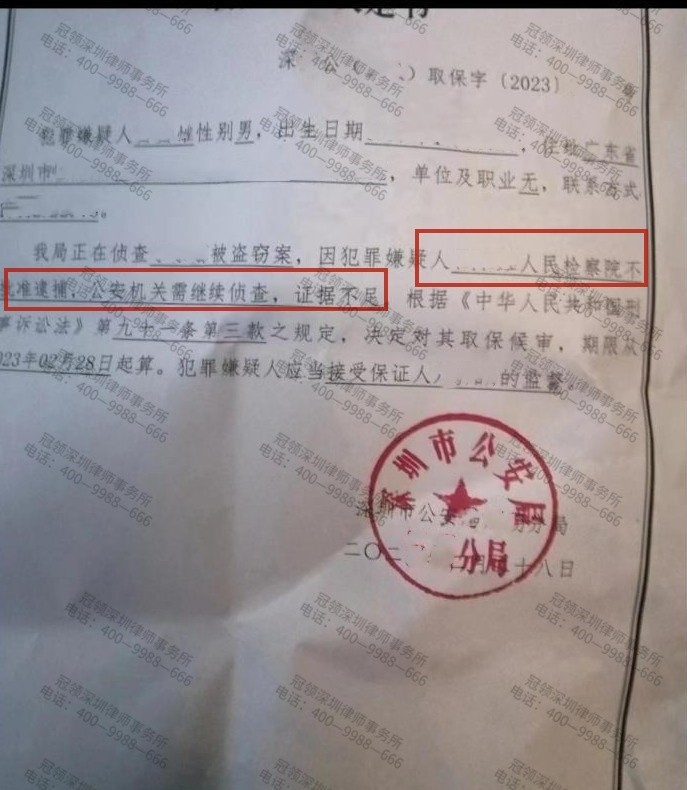 深 公（ ）取保字〔2023〕 号
犯罪嫌疑人 雄性别男，出生日期 ，住址广东省
深圳市 ，单位及职业无，联系方式
。
我局正在侦查 被盗窃案，因犯罪嫌疑人 人民检察院不
批准逮捕，公安机关需继续侦查，证据不足 根据《中华人民共和国刑
事诉讼法》第九十一条第三款之规定，决定对其取保候审，期限从
2023年02月28日起算。犯罪嫌疑人应当接受保证人 的监督。
深圳市公安局
分局
深圳市公安 分局
二〇二 二月 十八日
冠领深圳律师事务所
电话：400—9988—666